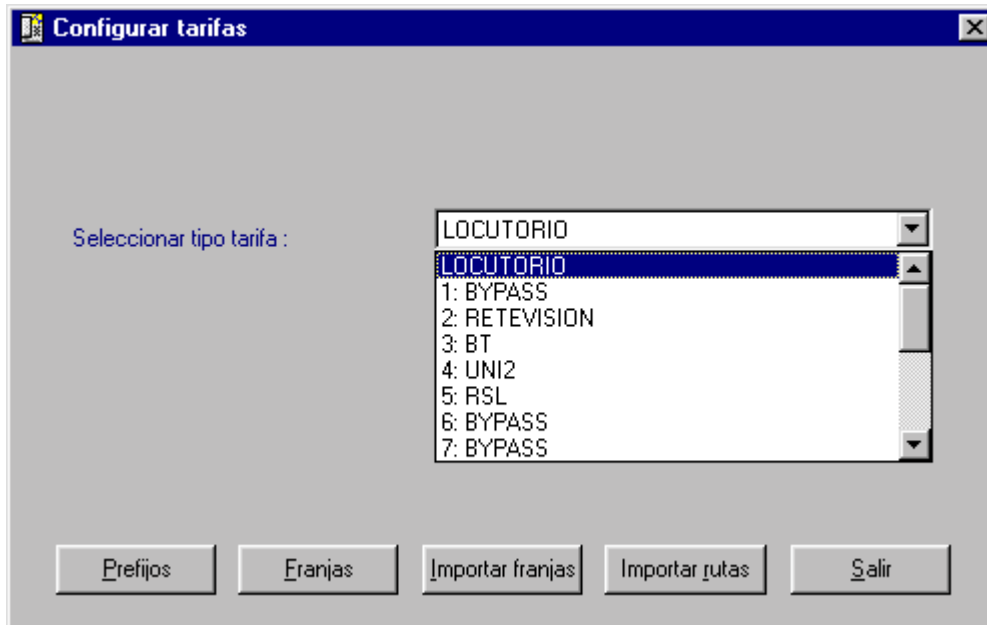 Configurar tarifas
Seleccionar tipo tarifa :
LOCUTORIO
LOCUTORIO
1: BYPASS
2: RETEVISION
3: BT
4: UNI2
5: RSL
6: BYPASS
7: BYPASS
Prefijos
Franjas
Importar franjas
Importar rutas
Salir